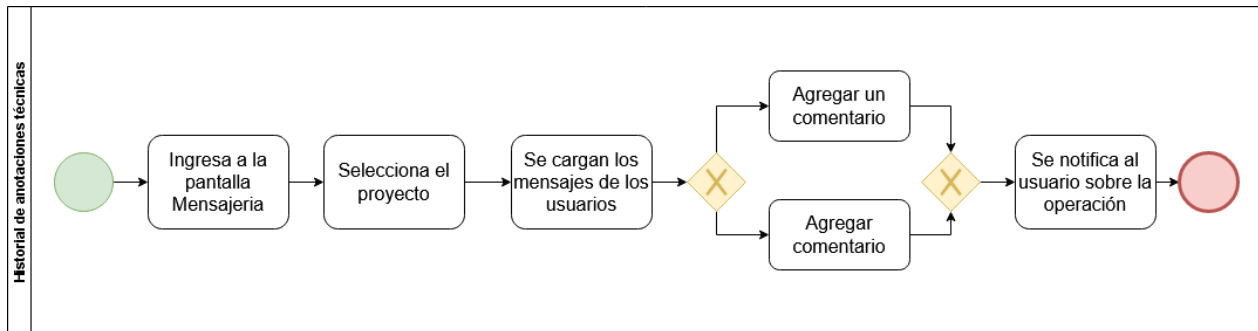 Historial de anotaciones técnicas
Ingresa a la
pantalla
Mensajeria
Selecciona el
proyecto
Se cargan los
mensajes de los
usuarios
Agregar un
comentario
Agregar
comentario
Se notifica al
usuario sobre la
operación